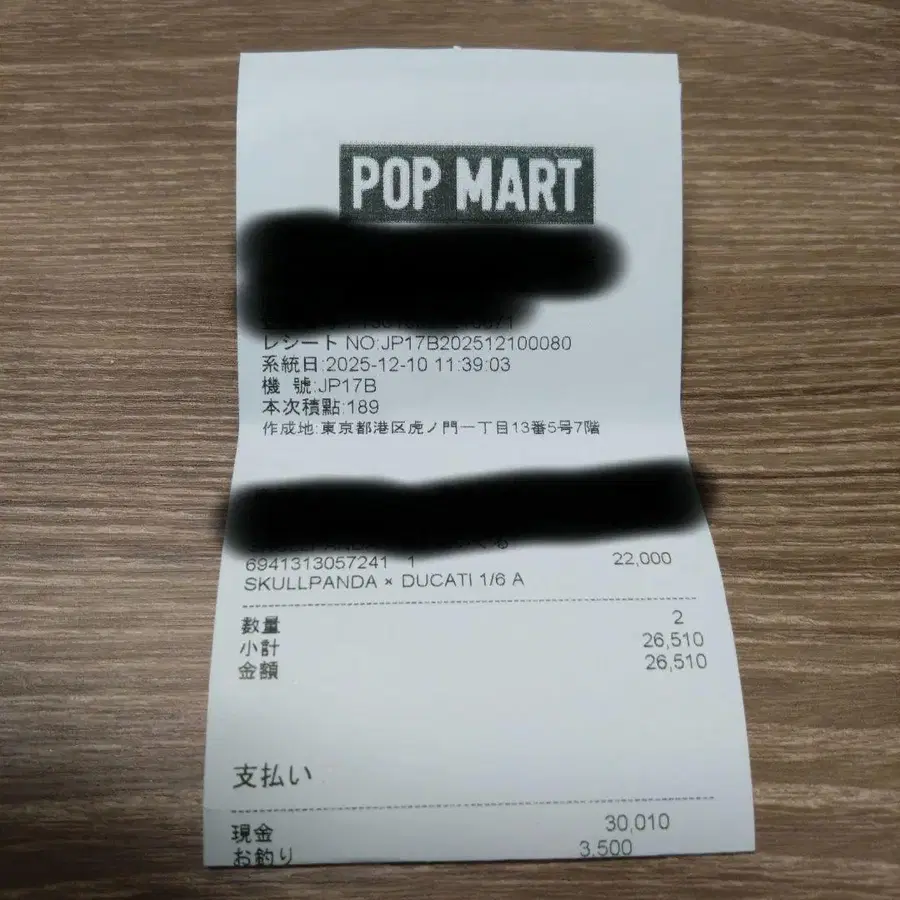 POP MART
レシート NO:JP17B202512100080
系統日:2025-12-10 11:39:03
機 號:JP17B
本次積點:189
作成地:東京都港区虎ノ門一丁目13番5号7階
6941313057241 1 22,000
SKULLPANDA × DUCATI 1/6 A
数量 2
小計 26,510
金額 26,510
支払い
現金 30,010
お釣り 3,500